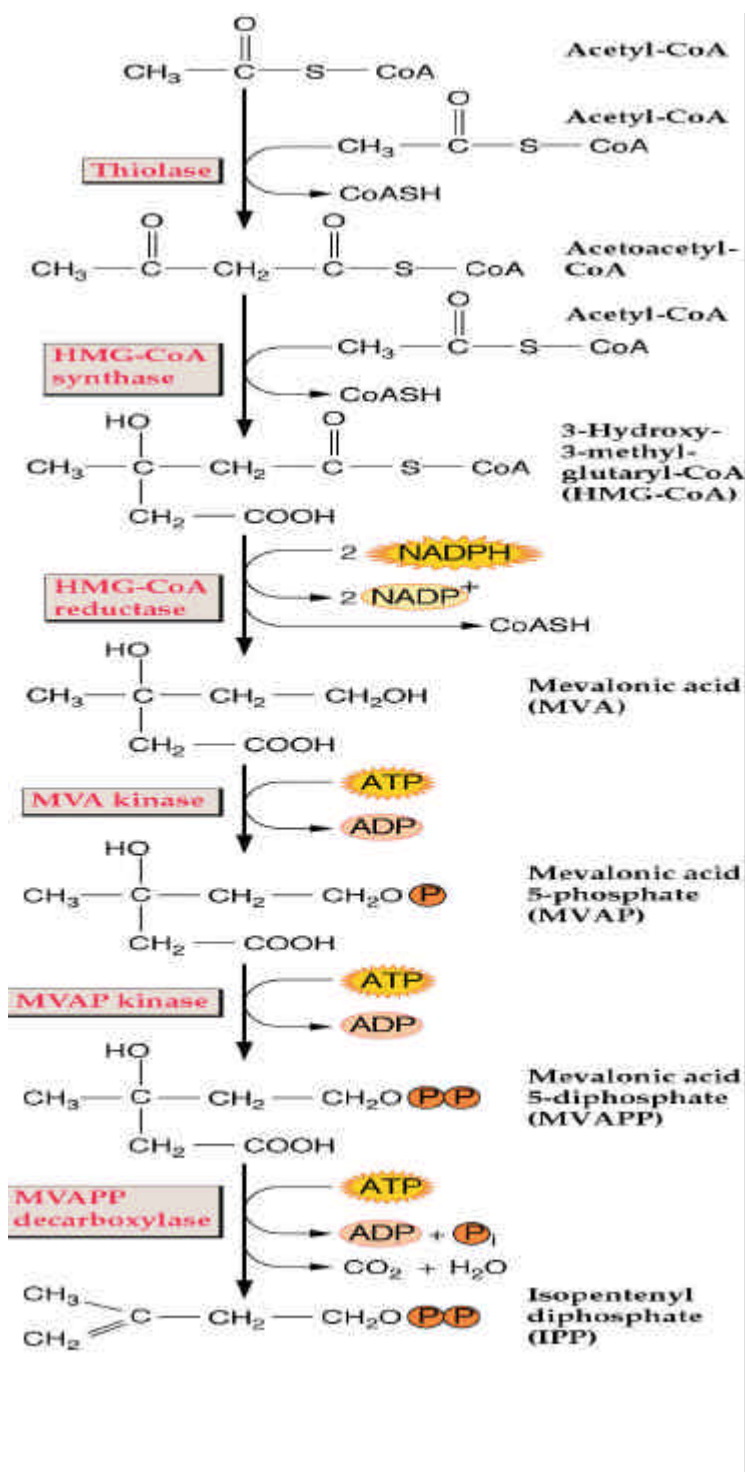 O
CH3 — C — S — CoA Acetyl-CoA
O
Acetyl-CoA
CH3 — C — S — CoA
Thiolase
CoASH
O O
CH3 — C — CH2 — C — S — CoA
Acetoacetyl-
CoA
O
Acetyl-CoA
CH3 — C — S — CoA
HMG-CoA
synthase
CoASH
HO O
CH3 — C — CH2 — C — S — CoA
CH2 — COOH
3-Hydroxy-
3-methyl-
glutaryl-CoA
(HMG-CoA)
2 NADPH
HMG-CoA
reductase
2 NADP+
CoASH
HO
CH3 — C — CH2 — CH2OH
CH2 — COOH
Mevalonic acid
(MVA)
ATP
MVA kinase
ADP
HO
CH3 — C — CH2 — CH2O P
CH2 — COOH
Mevalonic acid
5-phosphate
(MVAP)
ATP
MVAP kinase
ADP
HO
CH3 — C — CH2 — CH2O P P
CH2 — COOH
Mevalonic acid
5-diphosphate
(MVAPP)
ATP
MVAPP
decarboxylase
ADP + Pi
CO2 + H2O
CH3
C — CH2 — CH2O P P
CH2
Isopentenyl
diphosphate
(IPP)